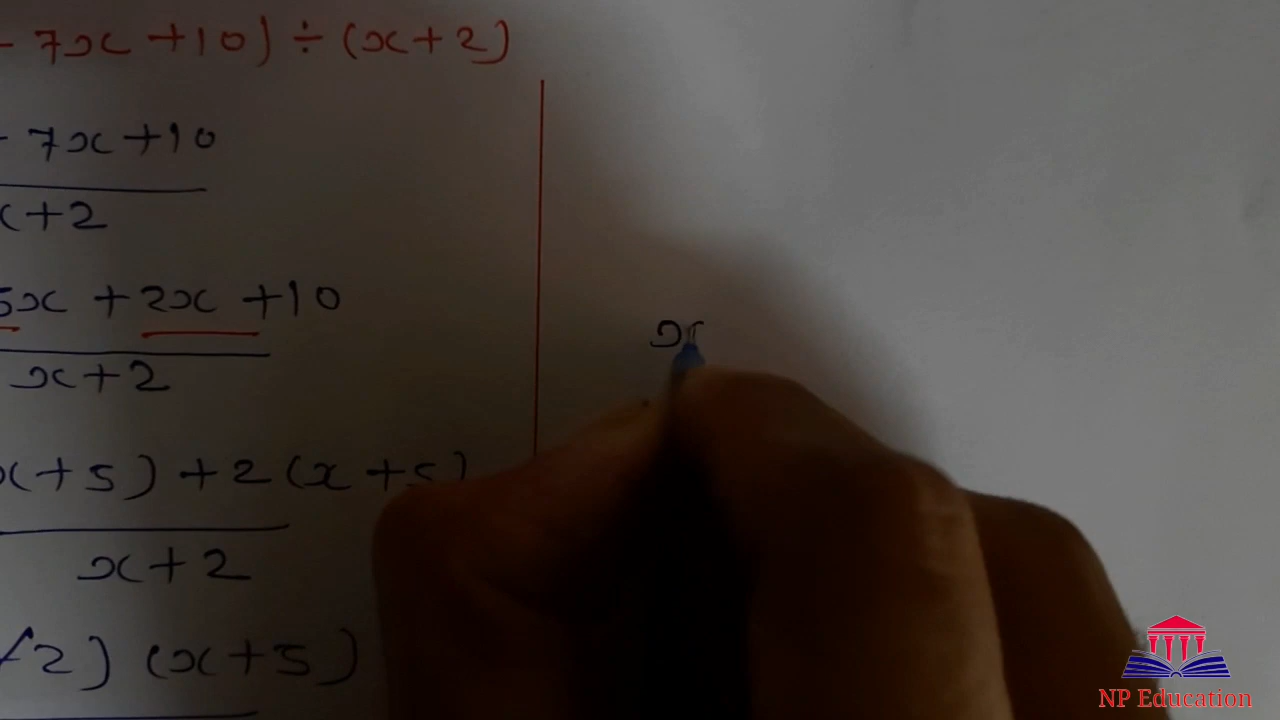 - 7x + 10) ÷ (x + 2)
- 7x + 10
x + 2
5x + 2x + 10
x + 2
x + 5) + 2 (x + 5)
x + 2
+ 2) (x + 5)
x
NP Education